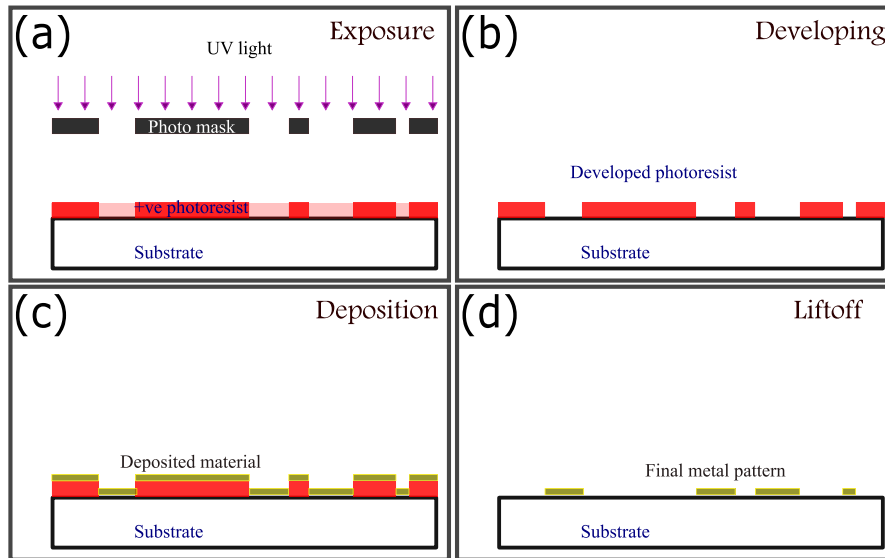 (a)
Exposure
UV light
Photo mask
+ve photoresist
Substrate
(b)
Developing
Developed photoresist
Substrate
(c)
Deposition
Deposited material
Substrate
(d)
Liftoff
Final metal pattern
Substrate